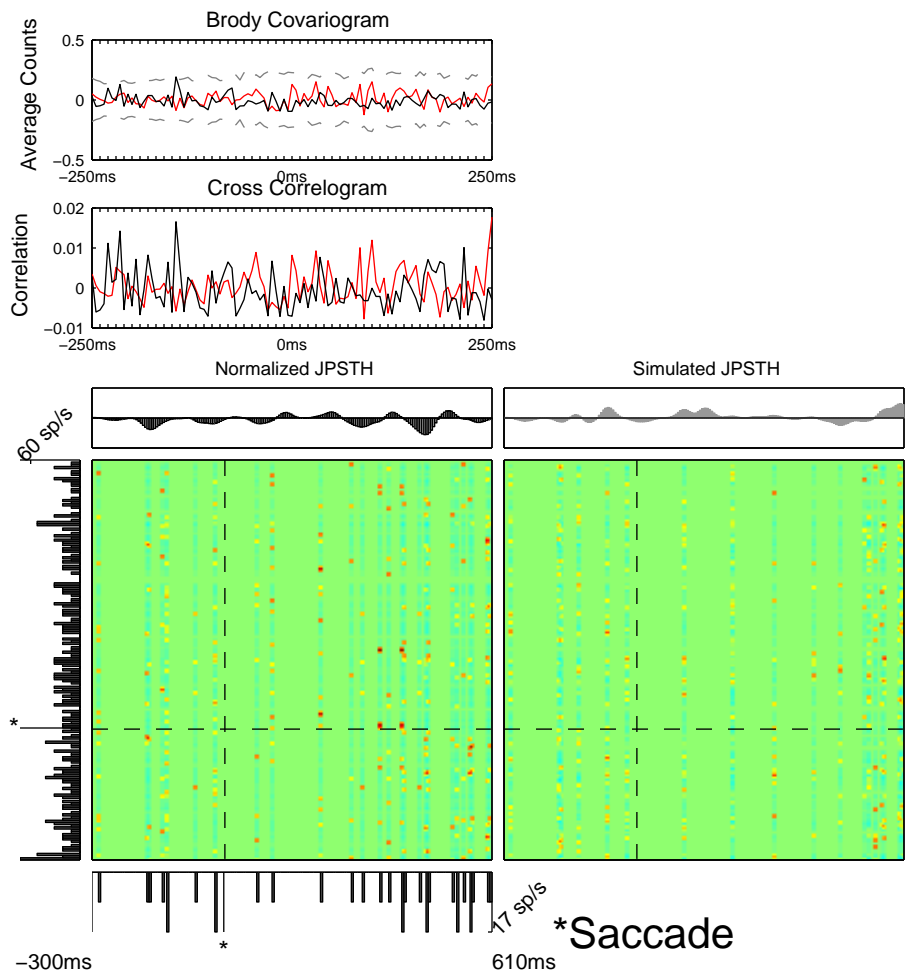 Brody Covariogram
Average Counts
0.5
0
−0.5
−250ms
0ms
250ms
Cross Correlogram
Correlation
0.02
0.01
0
−0.01
−250ms
0ms
250ms
Normalized JPSTH
Simulated JPSTH
60 sp/s
*
*
17 sp/s
*Saccade
−300ms
610ms